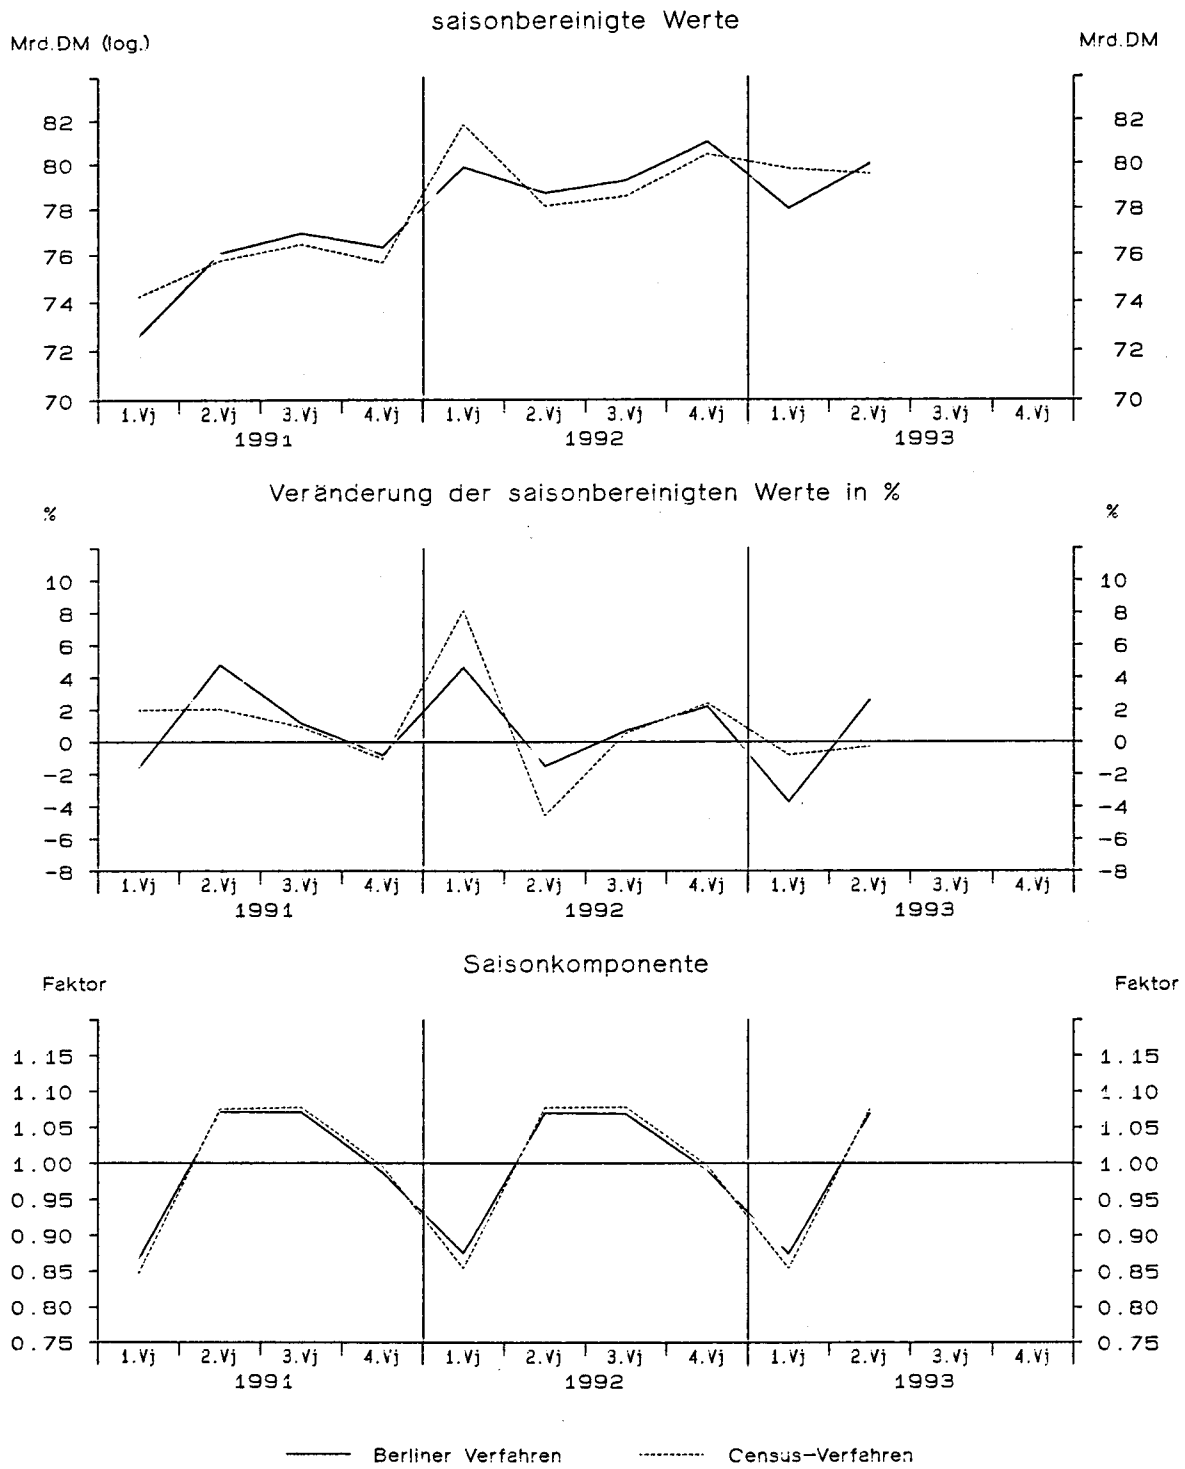 saisonbereinigte Werte
Mrd.DM (log.) Mrd.DM
82 82
80 80
78 78
76 76
74 74
72 72
70 70
1.Vj 2.Vj 3.Vj 4.Vj 1.Vj 2.Vj 3.Vj 4.Vj 1.Vj 2.Vj 3.Vj 4.Vj
1991 1992 1993
Veränderung der saisonbereinigten Werte in %
% %
10 10
8 8
6 6
4 4
2 2
0 0
-2 -2
-4 -4
-6 -6
-8 -8
1.Vj 2.Vj 3.Vj 4.Vj 1.Vj 2.Vj 3.Vj 4.Vj 1.Vj 2.Vj 3.Vj 4.Vj
1991 1992 1993
Saisonkomponente
Faktor Faktor
1.15 1.15
1.10 1.10
1.05 1.05
1.00 1.00
0.95 0.95
0.90 0.90
0.85 0.85
0.80 0.80
0.75 0.75
1.Vj 2.Vj 3.Vj 4.Vj 1.Vj 2.Vj 3.Vj 4.Vj 1.Vj 2.Vj 3.Vj 4.Vj
1991 1992 1993
Berliner Verfahren Census-Verfahren